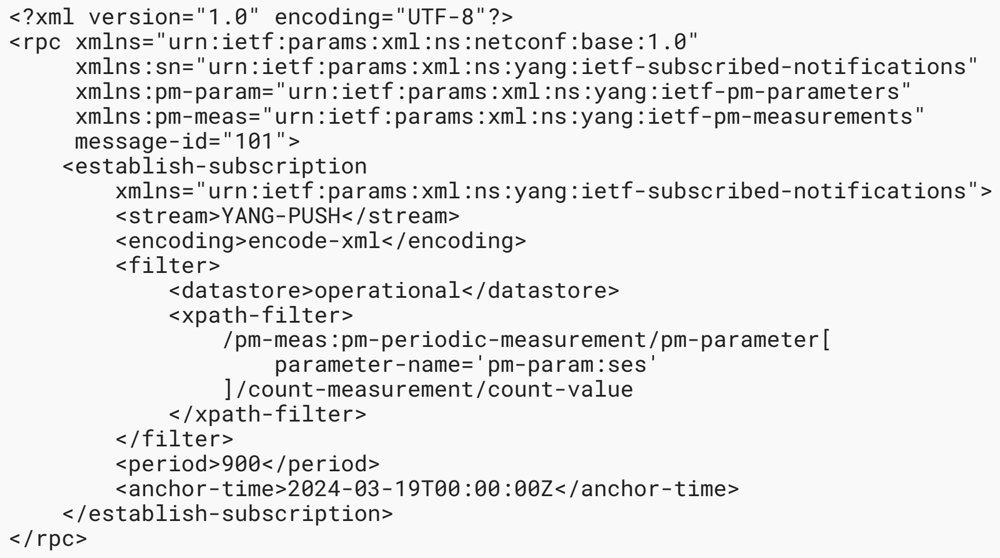 <?xml version="1.0" encoding="UTF-8"?>
<rpc xmlns="urn:ietf:params:xml:ns:netconf:base:1.0"
     xmlns:sn="urn:ietf:params:xml:ns:yang:ietf-subscribed-notifications"
     xmlns:pm-param="urn:ietf:params:xml:ns:yang:ietf-pm-parameters"
     xmlns:pm-meas="urn:ietf:params:xml:ns:yang:ietf-pm-measurements"
     message-id="101">
    <establish-subscription
        xmlns="urn:ietf:params:xml:ns:yang:ietf-subscribed-notifications">
        <stream>YANG-PUSH</stream>
        <encoding>encode-xml</encoding>
        <filter>
            <datastore>operational</datastore>
            <xpath-filter>
                /pm-meas:pm-periodic-measurement/pm-parameter[
                    parameter-name='pm-param:ses'
                ]/count-measurement/count-value
            </xpath-filter>
        </filter>
        <period>900</period>
        <anchor-time>2024-03-19T00:00:00Z</anchor-time>
    </establish-subscription>
</rpc>